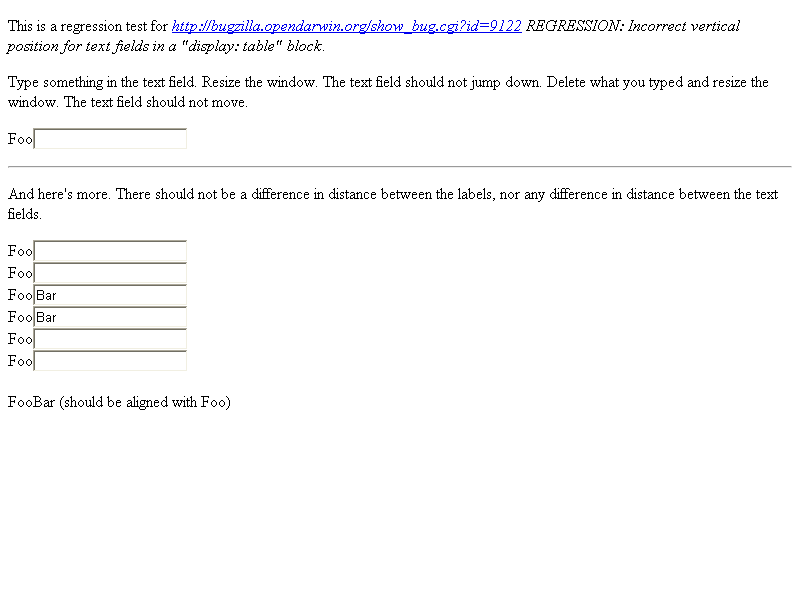 This is a regression test for http://bugzilla.opendarwin.org/show_bug.cgi?id=9122 REGRESSION: Incorrect vertical
position for text fields in a "display: table" block.
Type something in the text field. Resize the window. The text field should not jump down. Delete what you typed and resize the
window. The text field should not move.
Foo
And here's more. There should not be a difference in distance between the labels, nor any difference in distance between the text
fields.
Foo
Foo
Foo Bar
Foo Bar
Foo
Foo
FooBar (should be aligned with Foo)